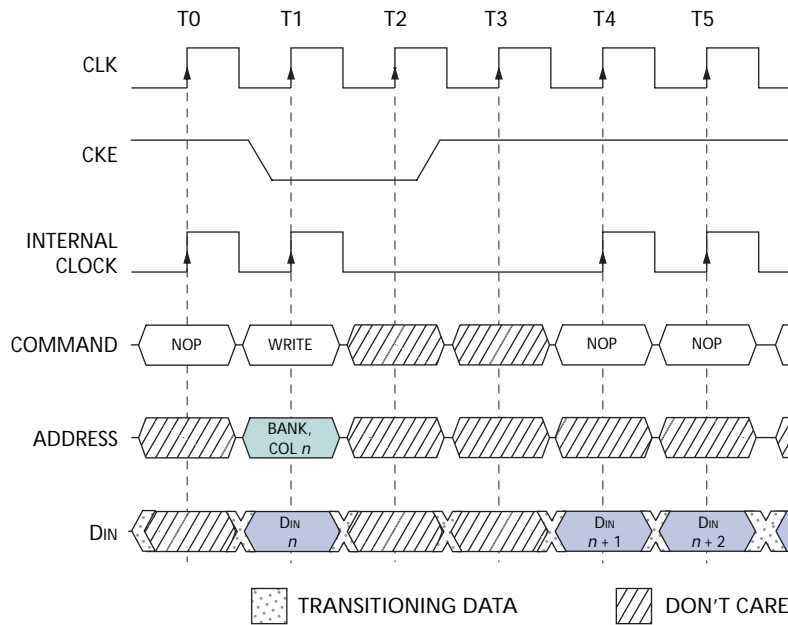 T0 T1 T2 T3 T4 T5
CLK
CKE
INTERNAL
CLOCK
COMMAND NOP WRITE NOP NOP
ADDRESS BANK,
COL n
DIN DIN
n DIN
n + 1 DIN
n + 2
TRANSITIONING DATA DON'T CARE